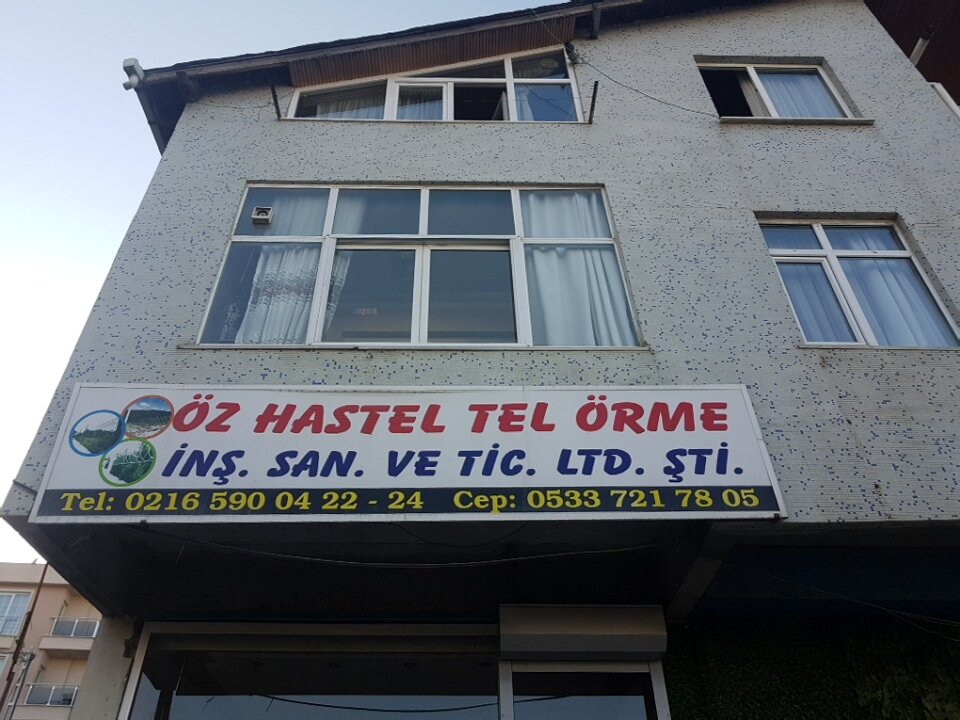 ÖZ HASTEL TEL ÖRME
İNŞ. SAN. VE TİC. LTD. ŞTİ.
Tel: 0216 590 04 22 - 24 Cep: 0533 721 78 05